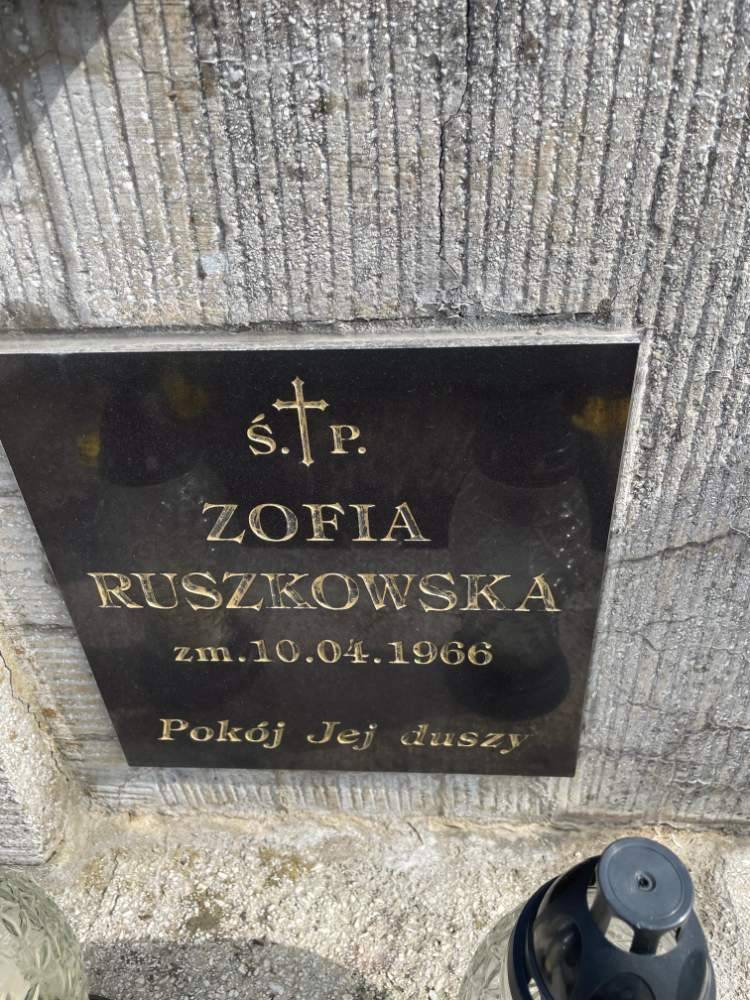 Ś. P.
ZOFIA
RUSZKOWSKA
zm.10.04.1966
Pokój Jej duszy